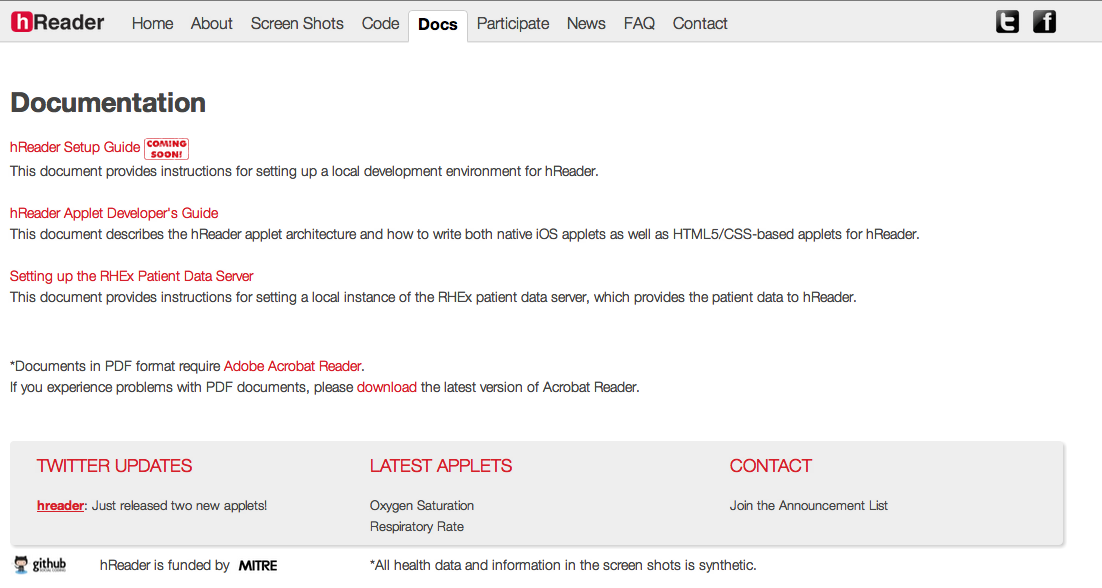 hReader Home About Screen Shots Code Docs Participate News FAQ Contact
Documentation
hReader Setup Guide COMING SOON!
This document provides instructions for setting up a local development environment for hReader.
hReader Applet Developer's Guide
This document describes the hReader applet architecture and how to write both native iOS applets as well as HTML5/CSS-based applets for hReader.
Setting up the RHEx Patient Data Server
This document provides instructions for setting a local instance of the RHEx patient data server, which provides the patient data to hReader.
*Documents in PDF format require Adobe Acrobat Reader.
If you experience problems with PDF documents, please download the latest version of Acrobat Reader.
TWITTER UPDATES LATEST APPLETS CONTACT
hreader: Just released two new applets! Oxygen Saturation Join the Announcement List
Respiratory Rate
github SOCIAL CODING hReader is funded by MITRE *All health data and information in the screen shots is synthetic.